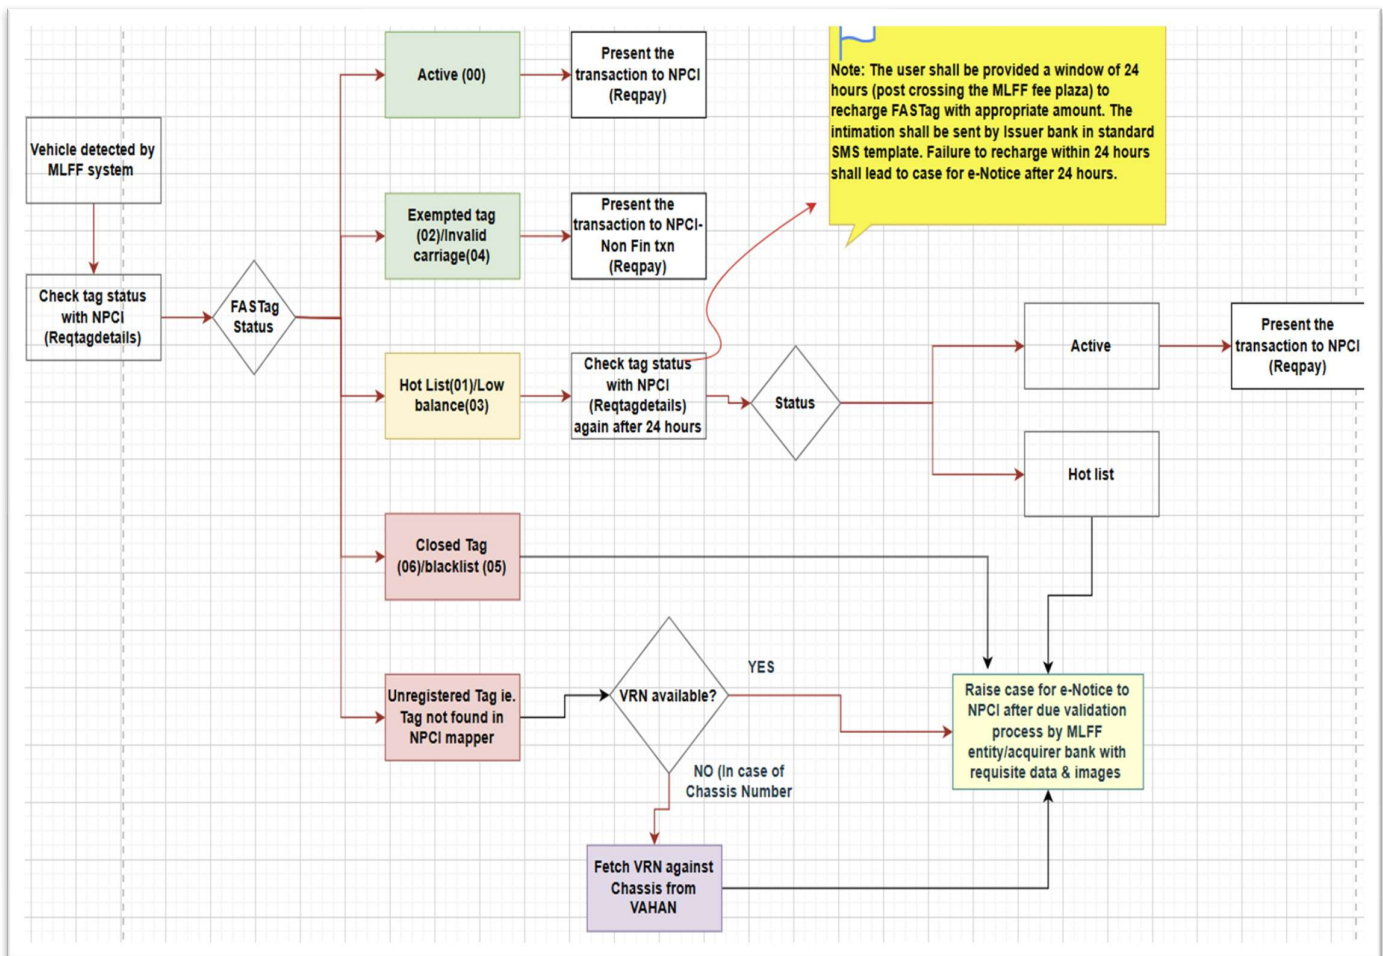 Active (00)
Present the
transaction to NPCI
(Reqpay)
Note: The user shall be provided a window of 24
hours (post crossing the MLFF fee plaza) to
recharge FASTag with appropriate amount. The
intimation shall be sent by Issuer bank in standard
SMS template. Failure to recharge within 24 hours
shall lead to case for e-Notice after 24 hours.
Vehicle detected by
MLFF system
Exempted tag
(02)/Invalid
carriage(04)
Present the
transaction to NPCI-
Non Fin txn
(Reqpay)
Check tag status
with NPCI
(Reqtagdetails)
FASTag
Status
Hot List(01)/Low
balance(03)
Check tag status
with NPCI
(Reqtagdetails)
again after 24 hours
Status
Active
Present the
transaction to NPCI
(Reqpay)
Hot list
Closed Tag
(06)/blacklist (05)
Unregistered Tag ie.
Tag not found in
NPCI mapper
VRN available?
YES
NO (In case of
Chassis Number
Raise case for e-Notice to
NPCI after due validation
process by MLFF
entity/acquirer bank with
requisite data & images
Fetch VRN against
Chassis from
VAHAN